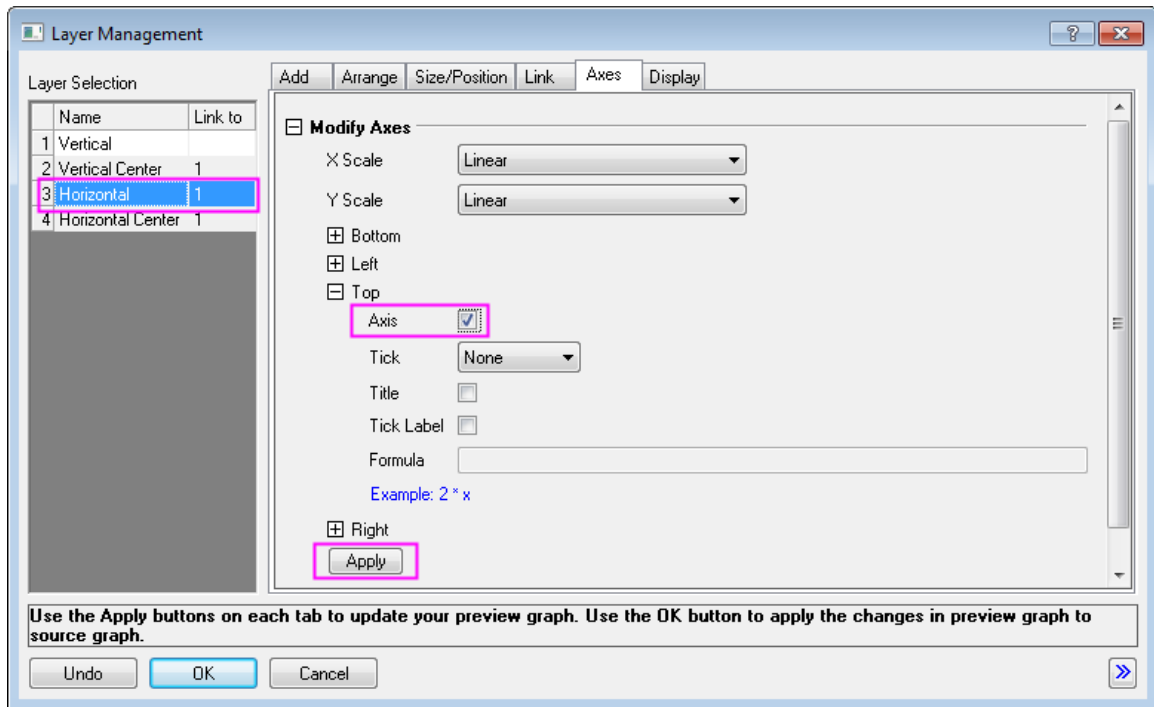 Layer Management
Layer Selection
Name Link to
1 Vertical
2 Vertical Center 1
3 Horizontal 1
4 Horizontal Center 1
Add Arrange Size/Position Link Axes Display
Modify Axes
X Scale Linear
Y Scale Linear
Bottom
Left
Top
Axis
Tick None
Title
Tick Label
Formula
Example: 2 * x
Right
Apply
Use the Apply buttons on each tab to update your preview graph. Use the OK button to apply the changes in preview graph to
source graph.
Undo OK Cancel